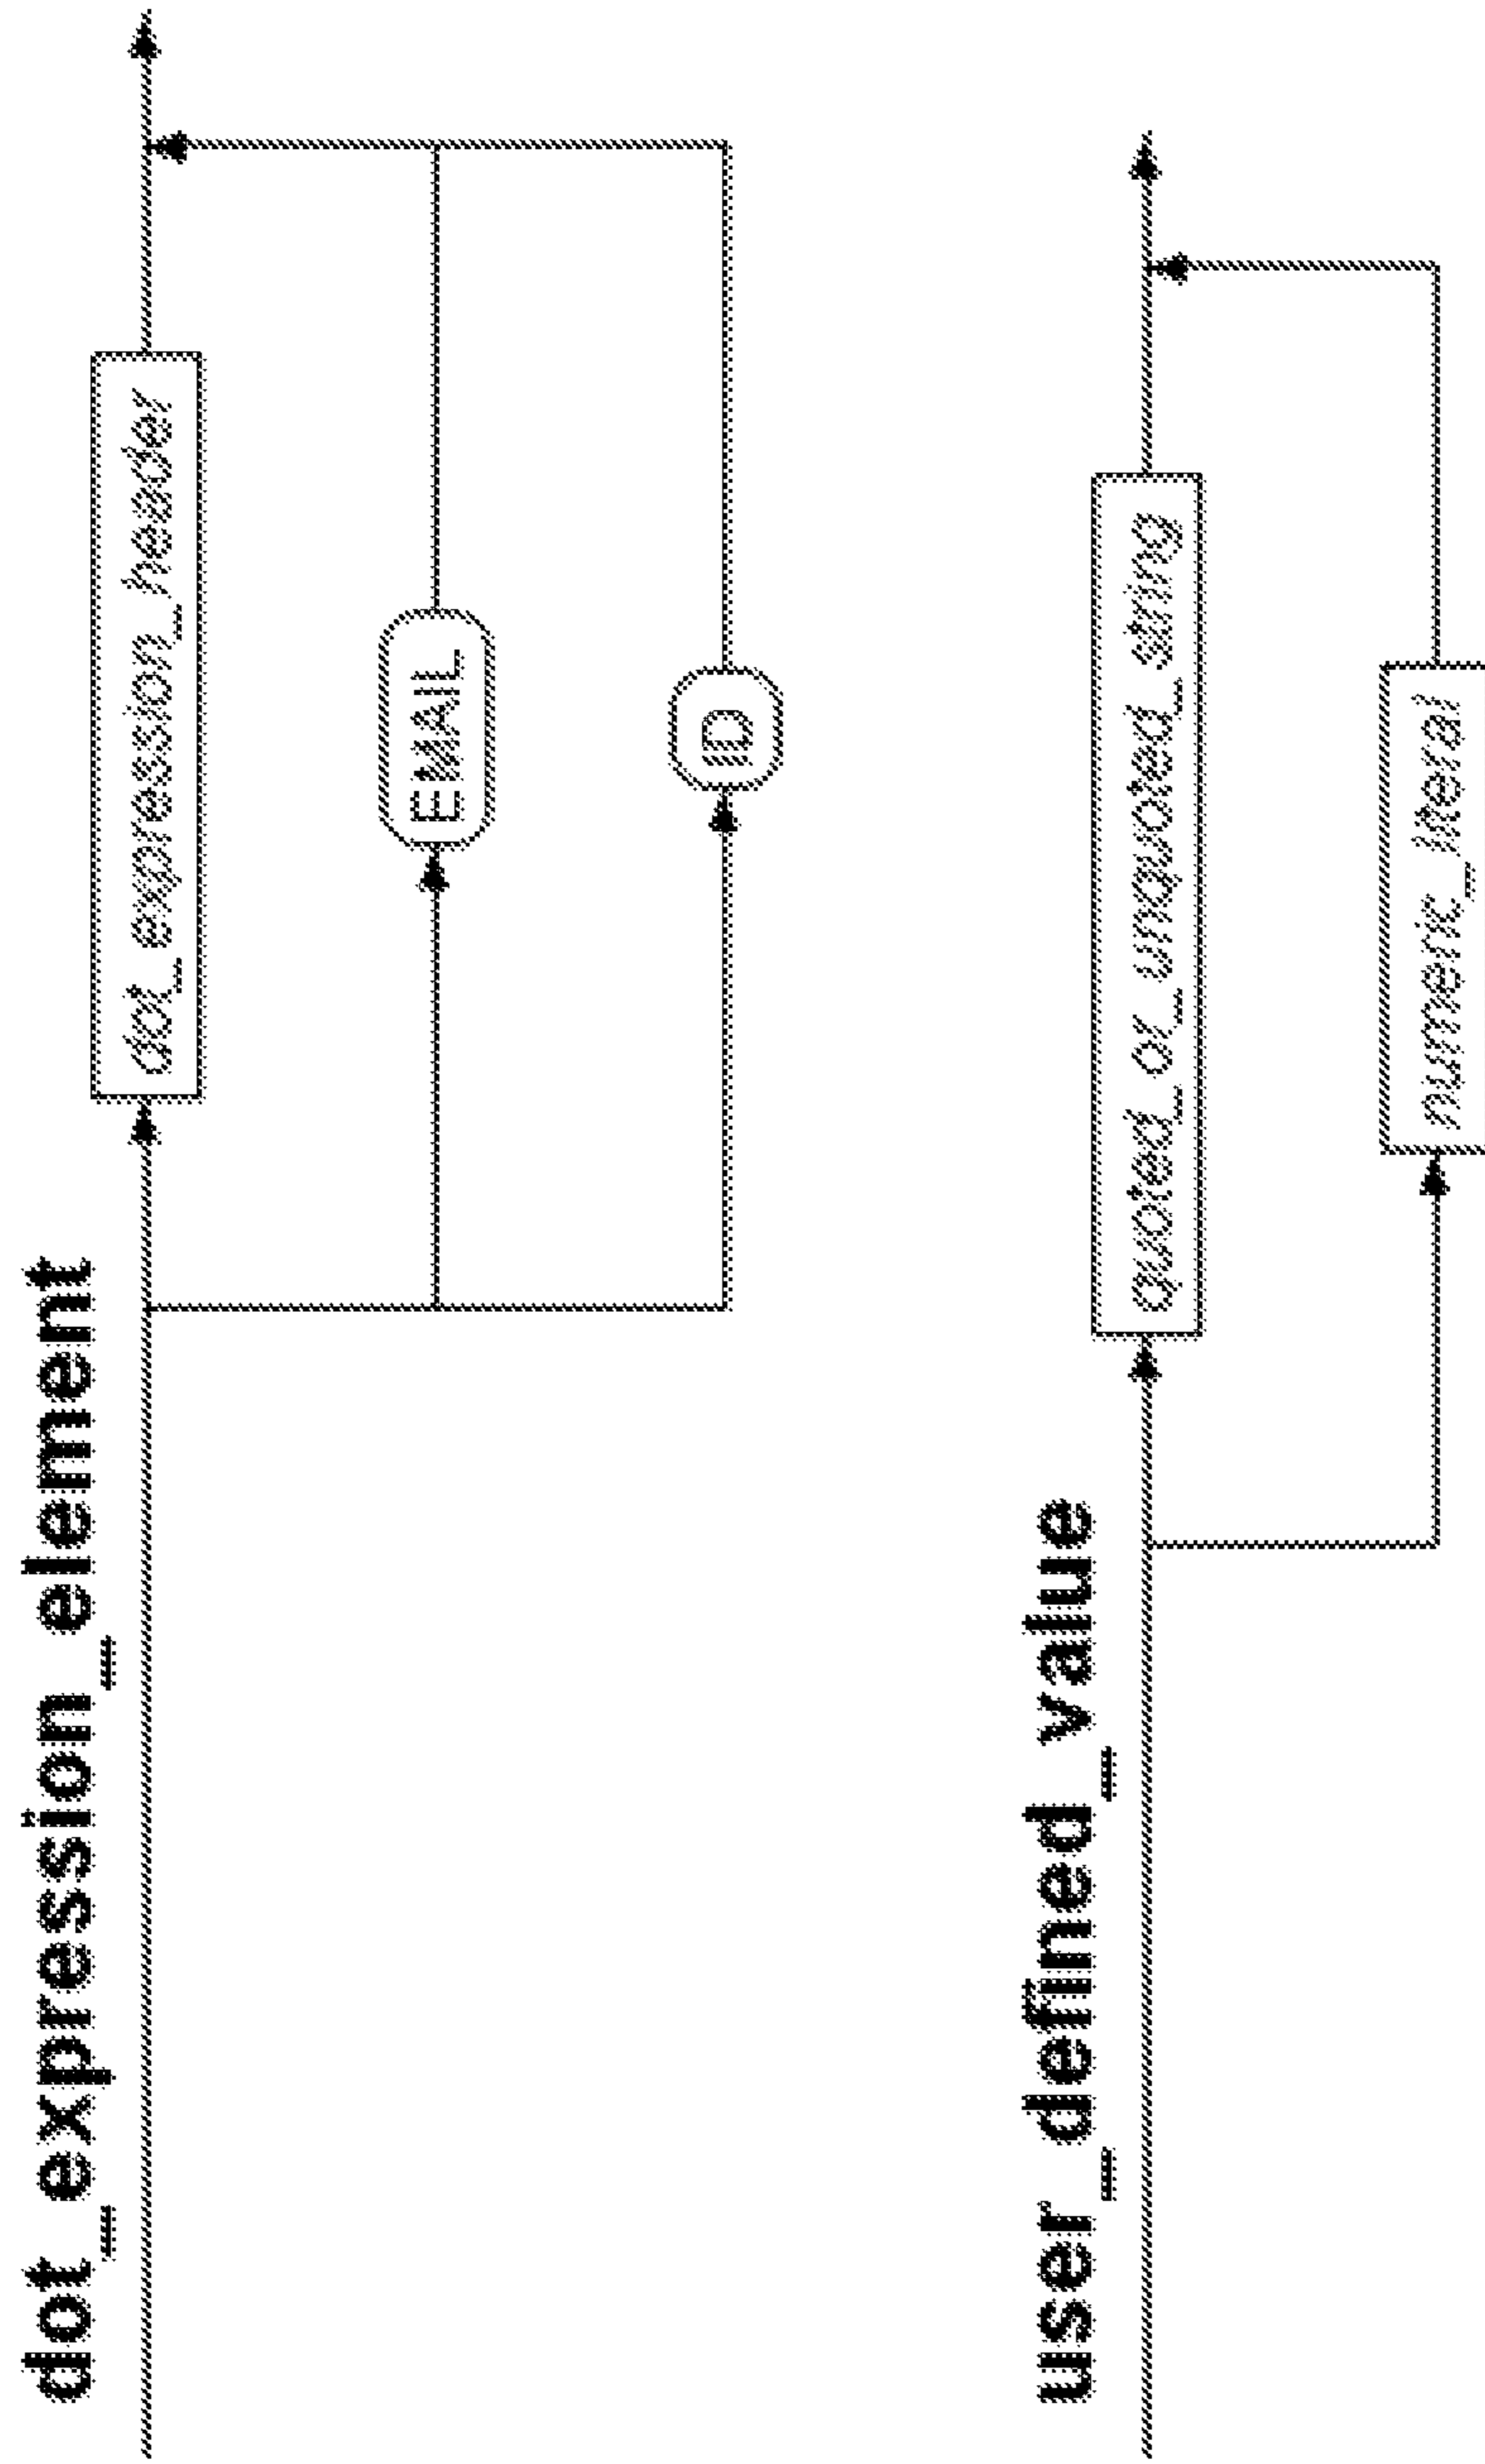 dot_expression_element
dot_expression_header
EMAIL
ID
user_defined_value
quoted_or_unquoted_string
numeric_literal